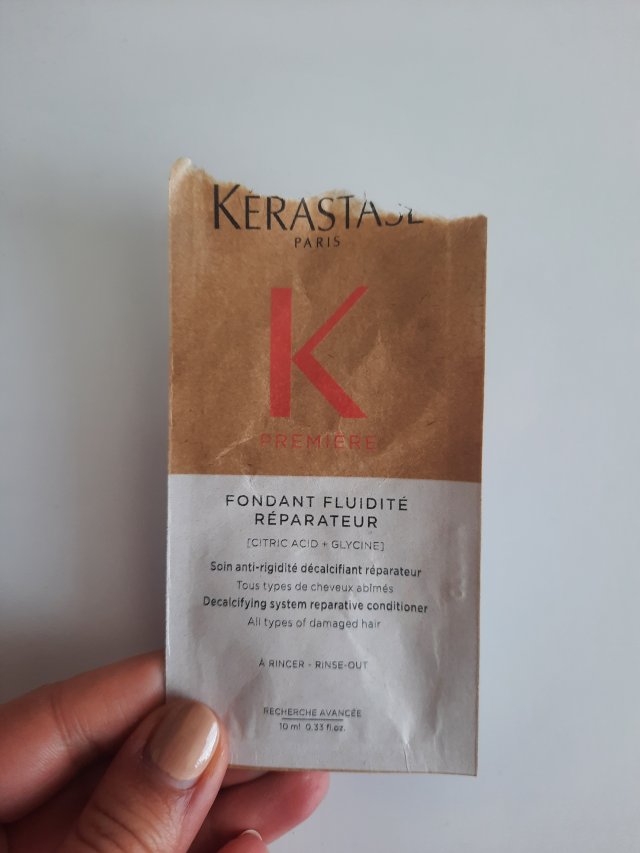 KÉRASTASE
PARIS
K
PREMIÈRE
FONDANT FLUIDITÉ
RÉPARATEUR
[CITRIC ACID + GLYCINE]
Soin anti-rigidité décalcifiant réparateur
Tous types de cheveux abîmés
Decalcifying system reparative conditioner
All types of damaged hair
À RINCER - RINSE-OUT
RECHERCHE AVANCÉE
10 ml 0.33 fl.oz.